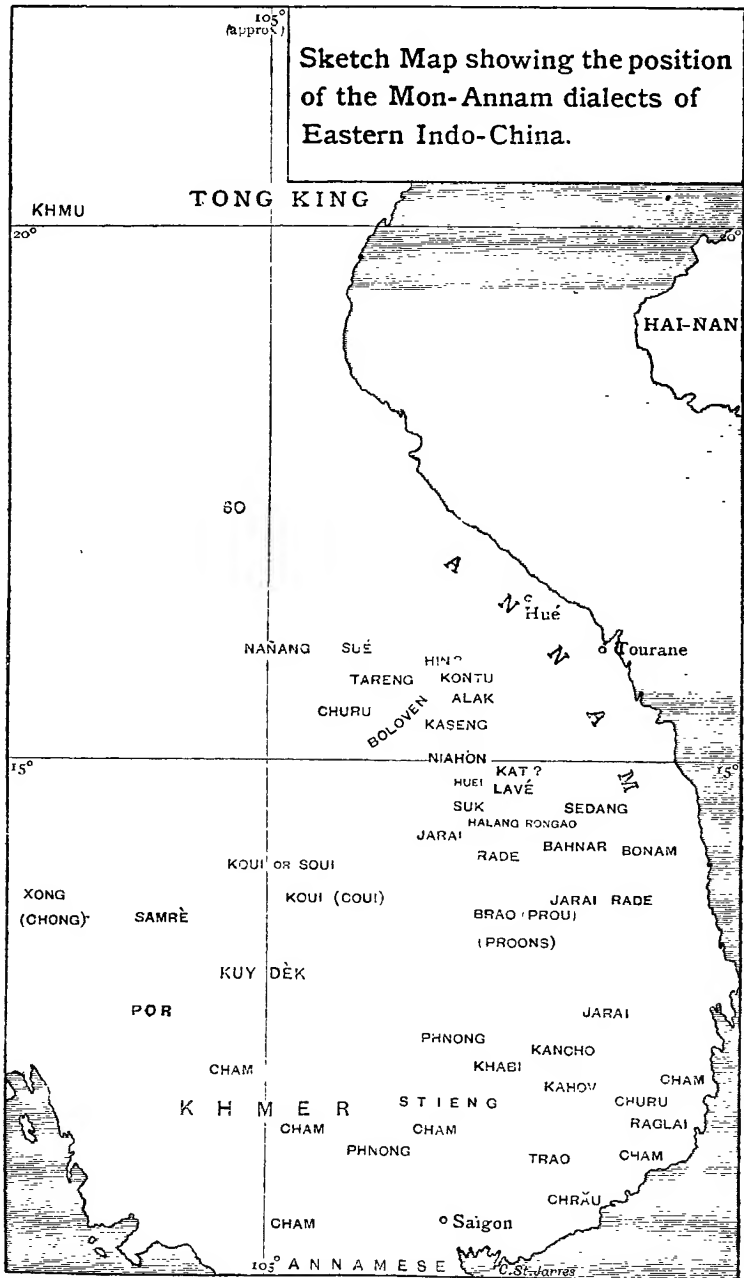 105°
(approx)
Sketch Map showing the position
of the Mon-Annam dialects of
Eastern Indo-China.
TONG KING
KHMU
20°
20°
HAI-NAN
SO
ANNAM
Hué
Tourane
NAÑANG SUÉ
HIN?
TARENG KONTU
ALAK
CHURU
BOLOVEN
KASENG
NIAHÒN
15°
15°
KAT?
HUEI
LAVÉ
SUK
SEDANG
HALANG RONGAO
JARAI
BAHNAR BONAM
RADE
KOUI OR SOUI
XONG
(CHONG)
KOUI (COUI)
JARAI RADE
SAMRÈ
BRAO (PROU)
(PROONS)
KUY DÈK
POR
JARAI
PHNONG
KANCHO
KHABI
CHAM
CHAM
KAHOV
KHMER
STIENG
CHURU
RAGLAI
CHAM
CHAM
PHNONG
TRAO
CHAM
CHRĂU
CHAM
Saigon
105°
ANNAMESE